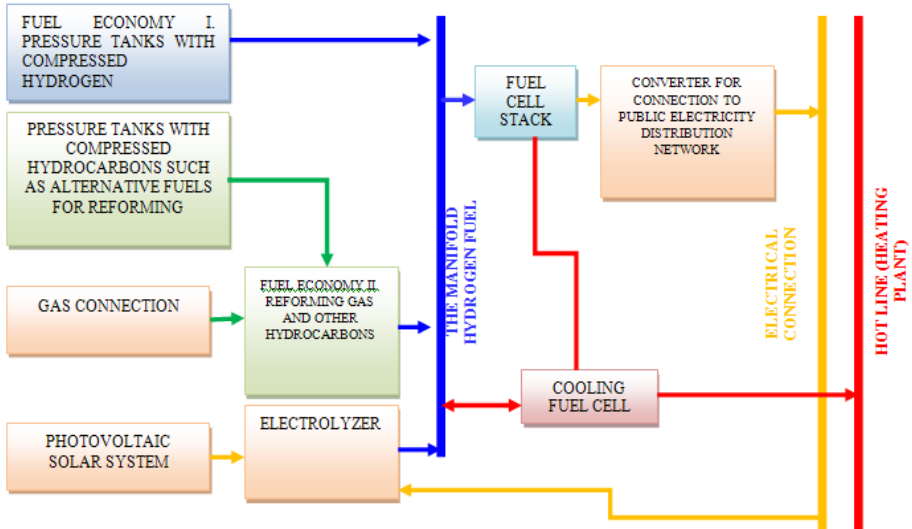 FUEL ECONOMY I.
PRESSURE TANKS WITH
COMPRESSED
HYDROGEN
PRESSURE TANKS WITH
COMPRESSED
HYDROCARBONS SUCH
AS ALTERNATIVE FUELS
FOR REFORMING
GAS CONNECTION
FUEL ECONOMY II.
REFORMING GAS
AND OTHER
HYDROCARBONS
PHOTOVOLTAIC
SOLAR SYSTEM
ELECTROLYZER
THE MANIFOLD
HYDROGEN FUEL
FUEL
CELL
STACK
CONVERTER FOR
CONNECTION TO
PUBLIC ELECTRICITY
DISTRIBUTION
NETWORK
COOLING
FUEL CELL
ELECTRICAL
CONNECTION
HOT LINE (HEATING
PLANT)